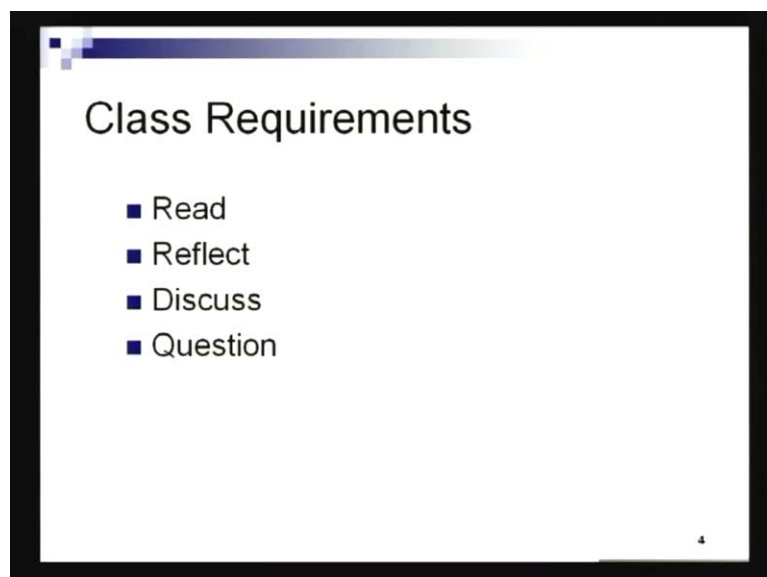 Class Requirements
Read
Reflect
Discuss
Question
4